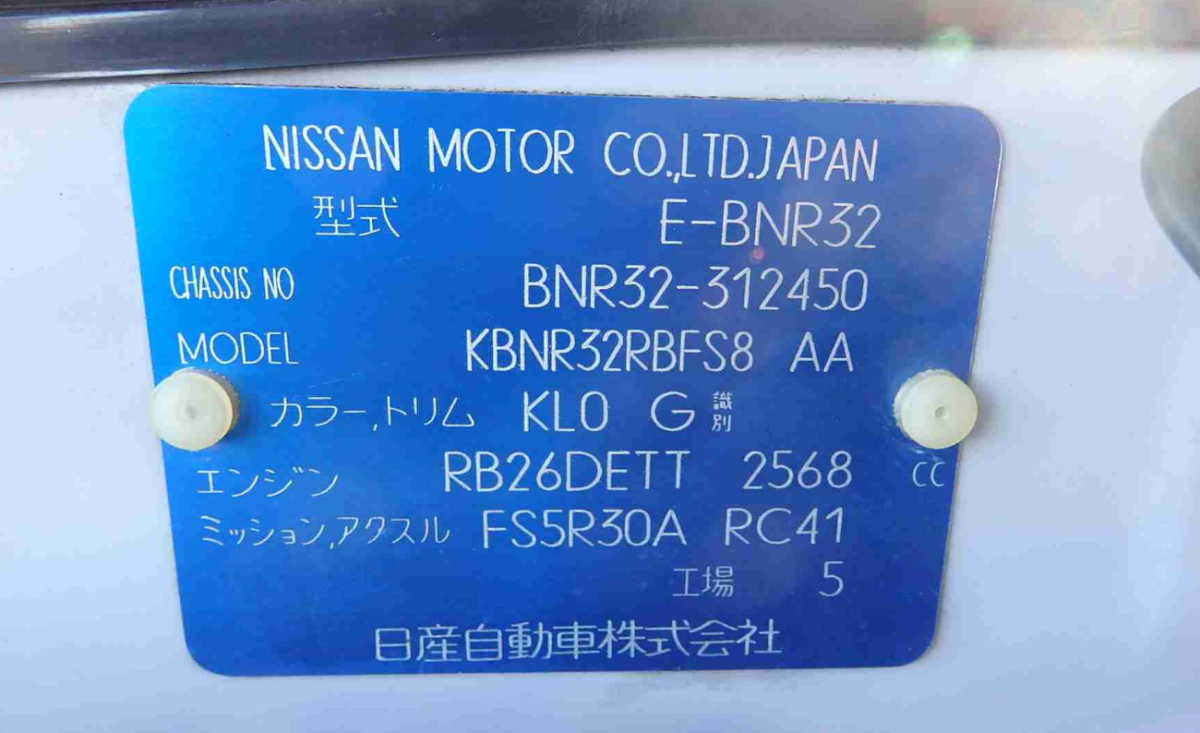 NISSAN MOTOR CO.,LTD.JAPAN
型式 E-BNR32
CHASSIS NO BNR32-312450
MODEL KBNR32RBFS8 AA
カラー,トリム KL0 G 識別
エンジン RB26DETT 2568 CC
ミッション,アクスル FS5R30A RC41
工場 5
日産自動車株式会社